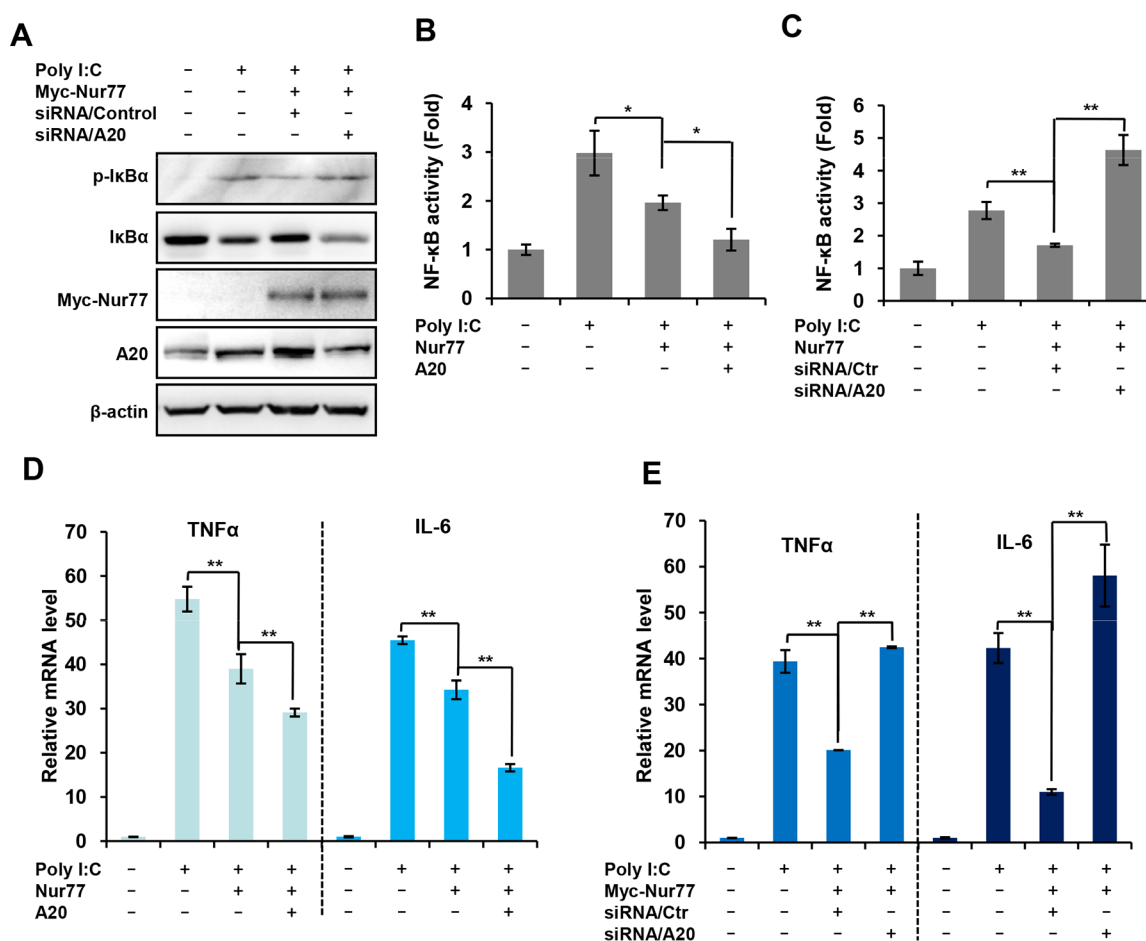 A
Poly I:C − + + +
Myc-Nur77 − − + +
siRNA/Control − − + −
siRNA/A20 − − − +
p-IκBα
IκBα
Myc-Nur77
A20
β-actin
B
NF-κB activity (Fold)
4
3
2
1
0
* *
Poly I:C − + + +
Nur77 − − + +
A20 − − − +
C
NF-κB activity (Fold)
6
5
4
3
2
1
0
** **
Poly I:C − + + +
Nur77 − − + +
siRNA/Ctr − − + −
siRNA/A20 − − − +
D
TNFα IL-6
Relative mRNA level
70
60
50
40
30
20
10
0
** ** ** **
Poly I:C − + + + − + + +
Nur77 − − + + − − + +
A20 − − − + − − − +
E
TNFα IL-6
Relative mRNA level
70
60
50
40
30
20
10
0
** ** ** **
Poly I:C − + + + − + + +
Myc-Nur77 − − + + − − + +
siRNA/Ctr − − + − − − + −
siRNA/A20 − − − + − − − +